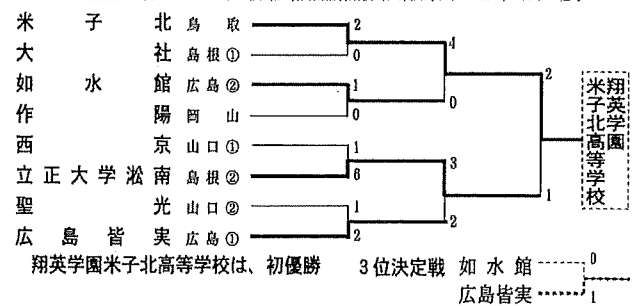 米子北 鳥取 2
大社 島根① 0
4
如水館 広島② 1
作陽 岡山 0
0
2
西京 山口① 1
立正大学淞南 島根② 6
3
聖光 山口② 1
広島皆実 広島① 2
2
1
翔英学園
米子北高等学校
翔英学園米子北高等学校は、初優勝
3位決定戦 如水館 0
広島皆実 1